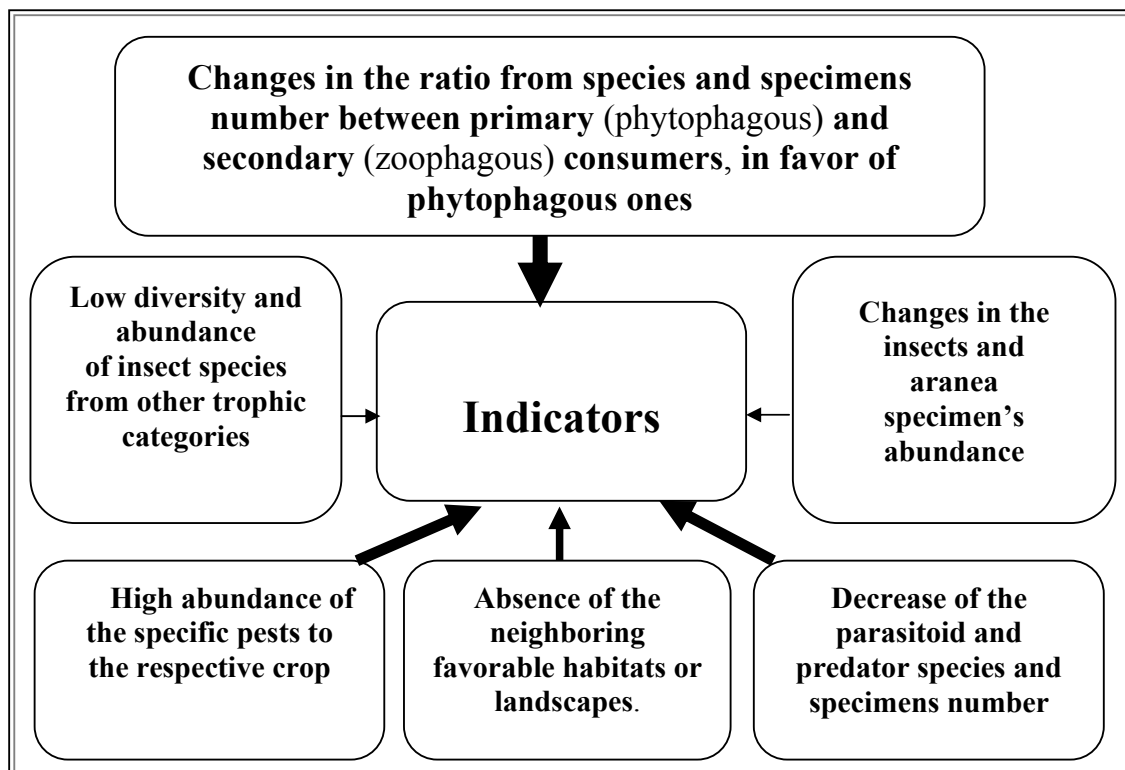 Changes in the ratio from species and specimens
number between primary (phytophagous) and
secondary (zoophagous) consumers, in favor of
phytophagous ones
Low diversity and
abundance
of insect species
from other trophic
categories
Indicators
Changes in the
insects and
aranea
specimen’s
abundance
High abundance of
the specific pests to
the respective crop
Absence of the
neighboring
favorable habitats or
landscapes.
Decrease of the
parasitoid and
predator species and
specimens number